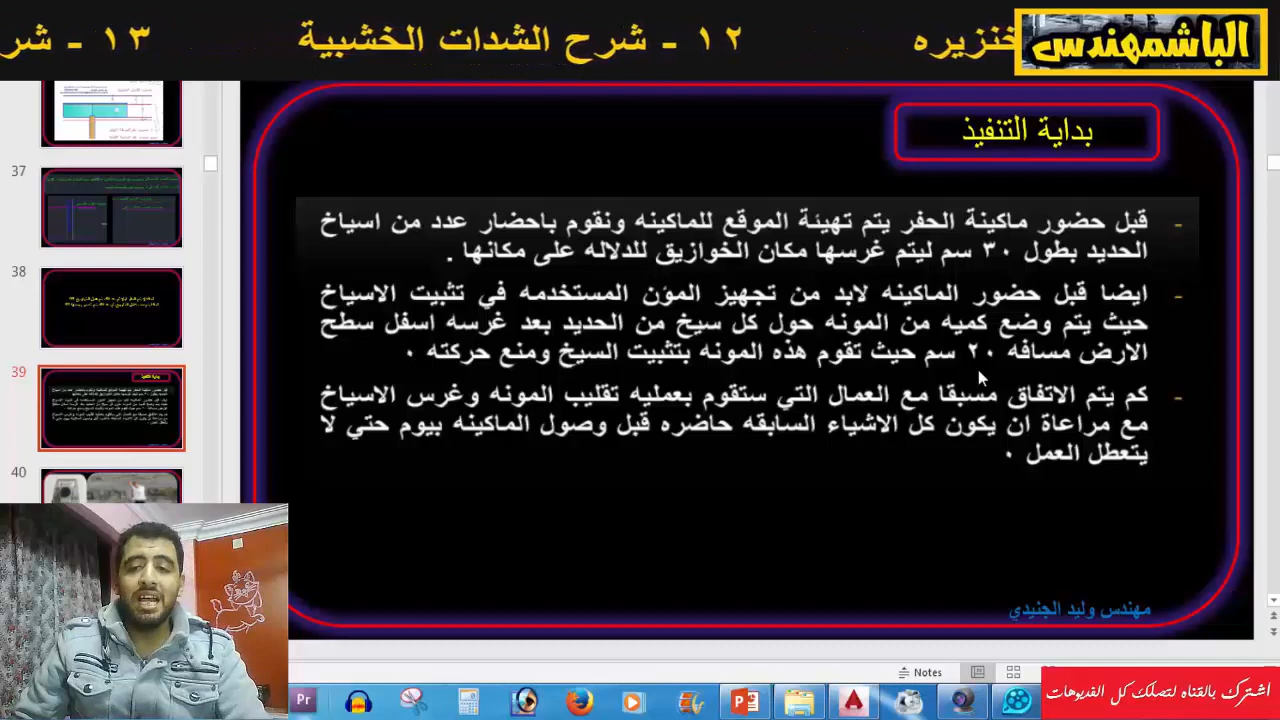 خنزيره
١٢ - شرح الشدات الخشبية
١٣ - شر
الباشمهندس
بداية التنفيذ
- قبل حضور ماكينة الحفر يتم تهيئة الموقع للماكينه ونقوم باحضار عدد من اسياخ
الحديد بطول ٣٠ سم ليتم غرسها مكان الخوازيق للدلاله على مكانها .
- ايضا قبل حضور الماكينه لابد من تجهيز المؤن المستخدمه في تثبيت الاسياخ
حيث يتم وضع كميه من المونه حول كل سيخ من الحديد بعد غرسه اسفل سطح
الارض مسافه ٢٠ سم حيث تقوم هذه المونه بتثبيت السيخ ومنع حركته ٠
- كم يتم الاتفاق مسبقا مع العمال التي ستقوم بعمليه تقليب المونه وغرس الاسياخ
مع مراعاة ان يكون كل الاشياء السابقه حاضره قبل وصول الماكينه بيوم حتي لا
يتعطل العمل ٠
مهندس وليد الجنيدي
37
38
39
40
Notes
Pr
اشترك بالقناه لتصلك كل الفديوهات